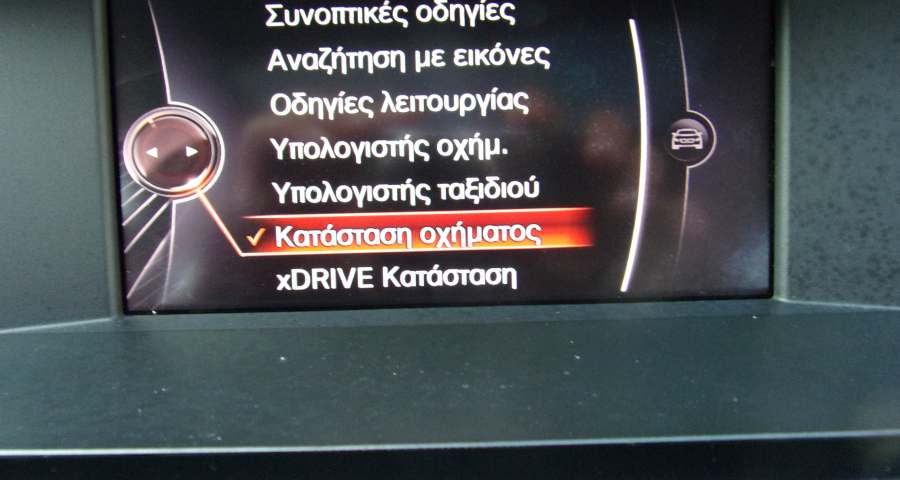 Συνοπτικές οδηγίες
Αναζήτηση με εικόνες
Οδηγίες λειτουργίας
Υπολογιστής οχήμ.
Υπολογιστής ταξιδιού
Κατάσταση οχήματος
xDRIVE Κατάσταση